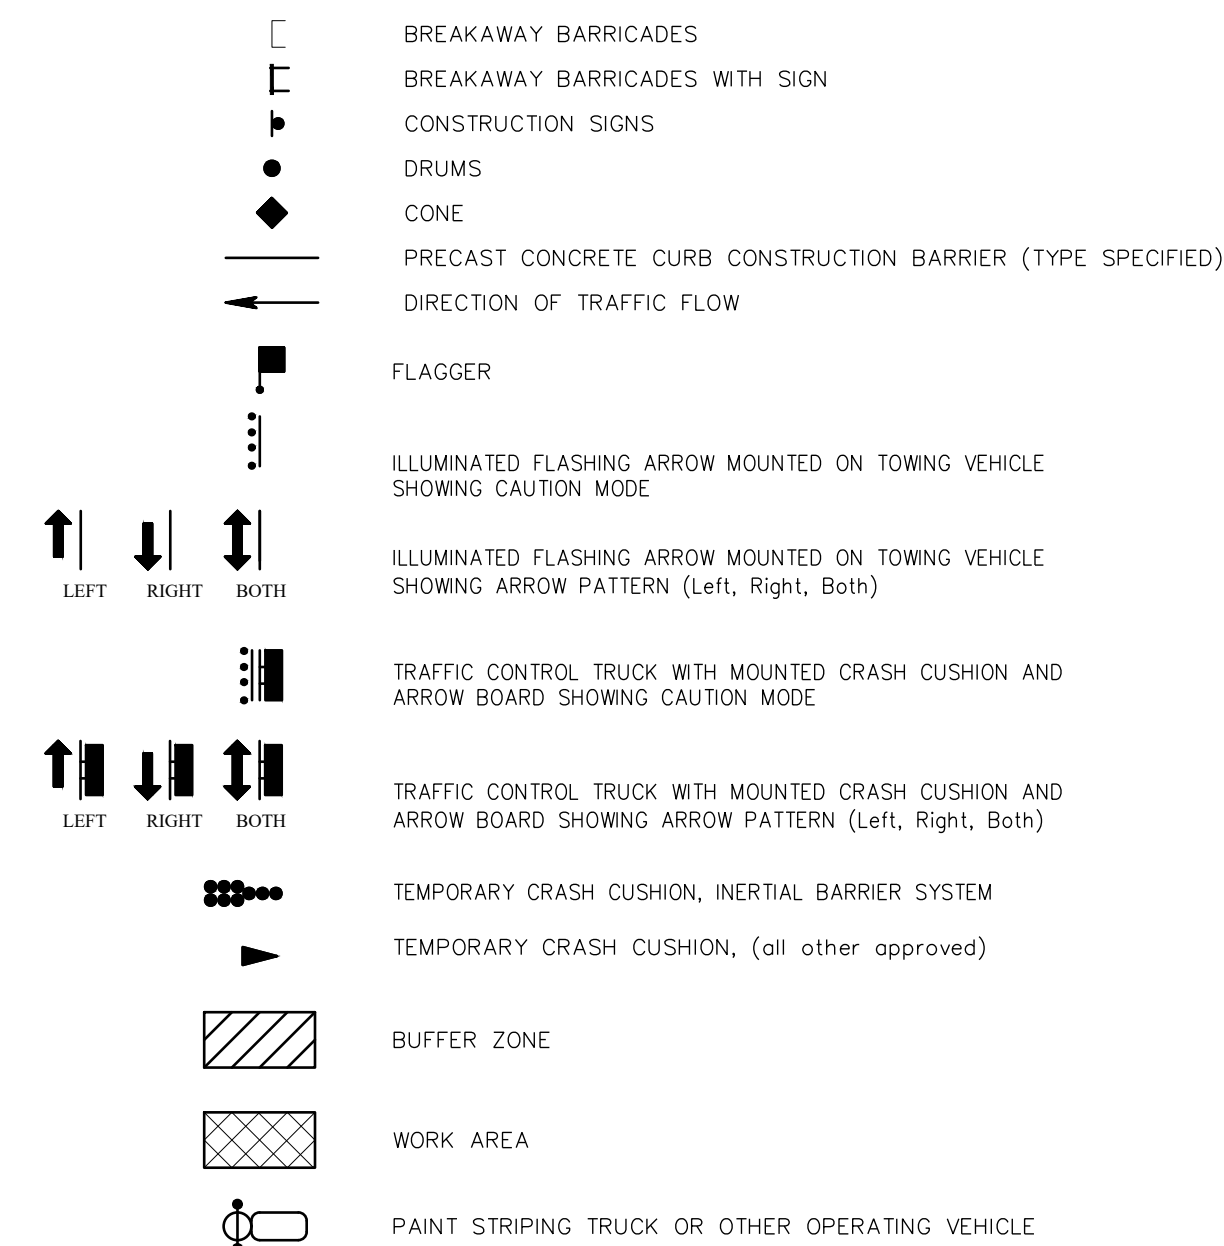 BREAKAWAY BARRICADES
BREAKAWAY BARRICADES WITH SIGN
CONSTRUCTION SIGNS
DRUMS
CONE
PRECAST CONCRETE CURB CONSTRUCTION BARRIER (TYPE SPECIFIED)
DIRECTION OF TRAFFIC FLOW
FLAGGER
ILLUMINATED FLASHING ARROW MOUNTED ON TOWING VEHICLE
SHOWING CAUTION MODE
ILLUMINATED FLASHING ARROW MOUNTED ON TOWING VEHICLE
LEFT RIGHT BOTH SHOWING ARROW PATTERN (Left, Right, Both)
TRAFFIC CONTROL TRUCK WITH MOUNTED CRASH CUSHION AND
ARROW BOARD SHOWING CAUTION MODE
TRAFFIC CONTROL TRUCK WITH MOUNTED CRASH CUSHION AND
LEFT RIGHT BOTH ARROW BOARD SHOWING ARROW PATTERN (Left, Right, Both)
TEMPORARY CRASH CUSHION, INERTIAL BARRIER SYSTEM
TEMPORARY CRASH CUSHION, (all other approved)
BUFFER ZONE
WORK AREA
PAINT STRIPING TRUCK OR OTHER OPERATING VEHICLE